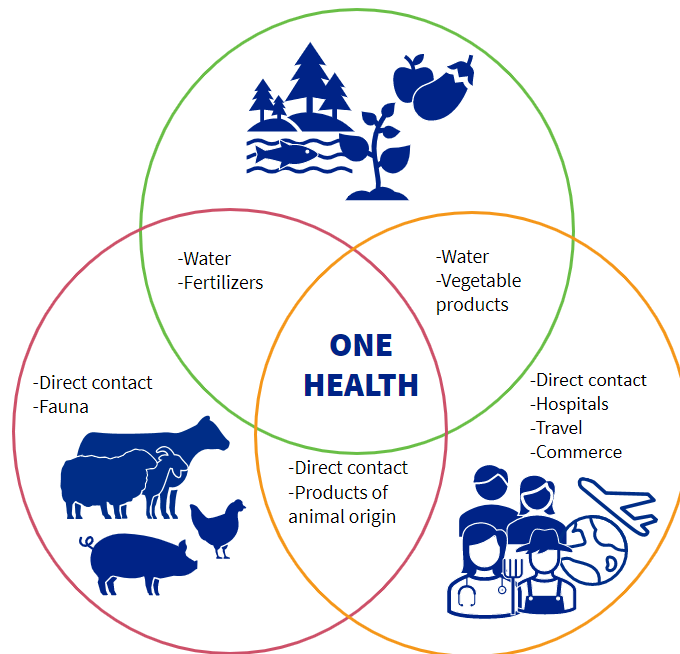 -Water
-Fertilizers
-Water
-Vegetable
products
ONE
HEALTH
-Direct contact
-Fauna
-Direct contact
-Hospitals
-Travel
-Commerce
-Direct contact
-Products of
animal origin